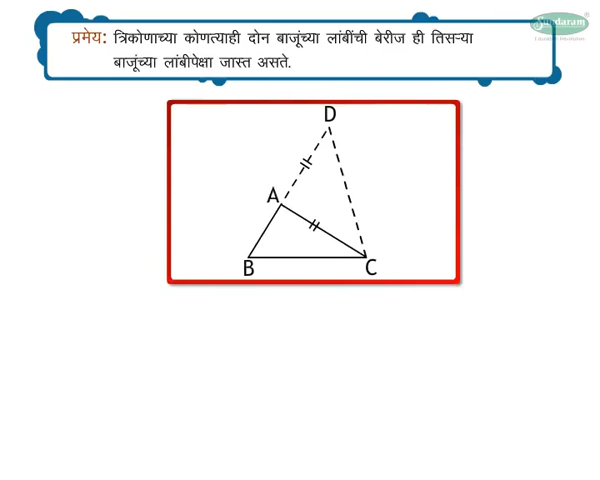 Sundaram
प्रमेय: त्रिकोणाच्या कोणत्याही दोन बाजूंच्या लांबींची बेरीज ही तिसऱ्या
बाजूंच्या लांबीपेक्षा जास्त असते.
D
A
B
C